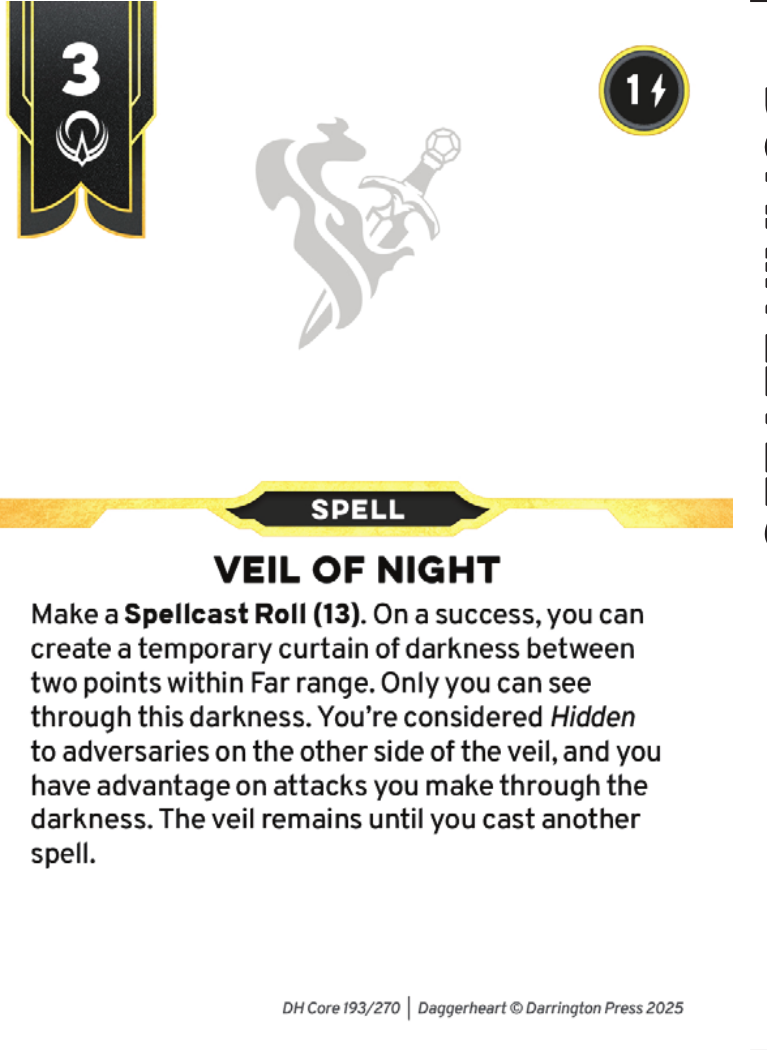 3
1
SPELL
VEIL OF NIGHT
Make a Spellcast Roll (13). On a success, you can
create a temporary curtain of darkness between
two points within Far range. Only you can see
through this darkness. You’re considered Hidden
to adversaries on the other side of the veil, and you
have advantage on attacks you make through the
darkness. The veil remains until you cast another
spell.
DH Core 193/270 | Daggerheart © Darrington Press 2025